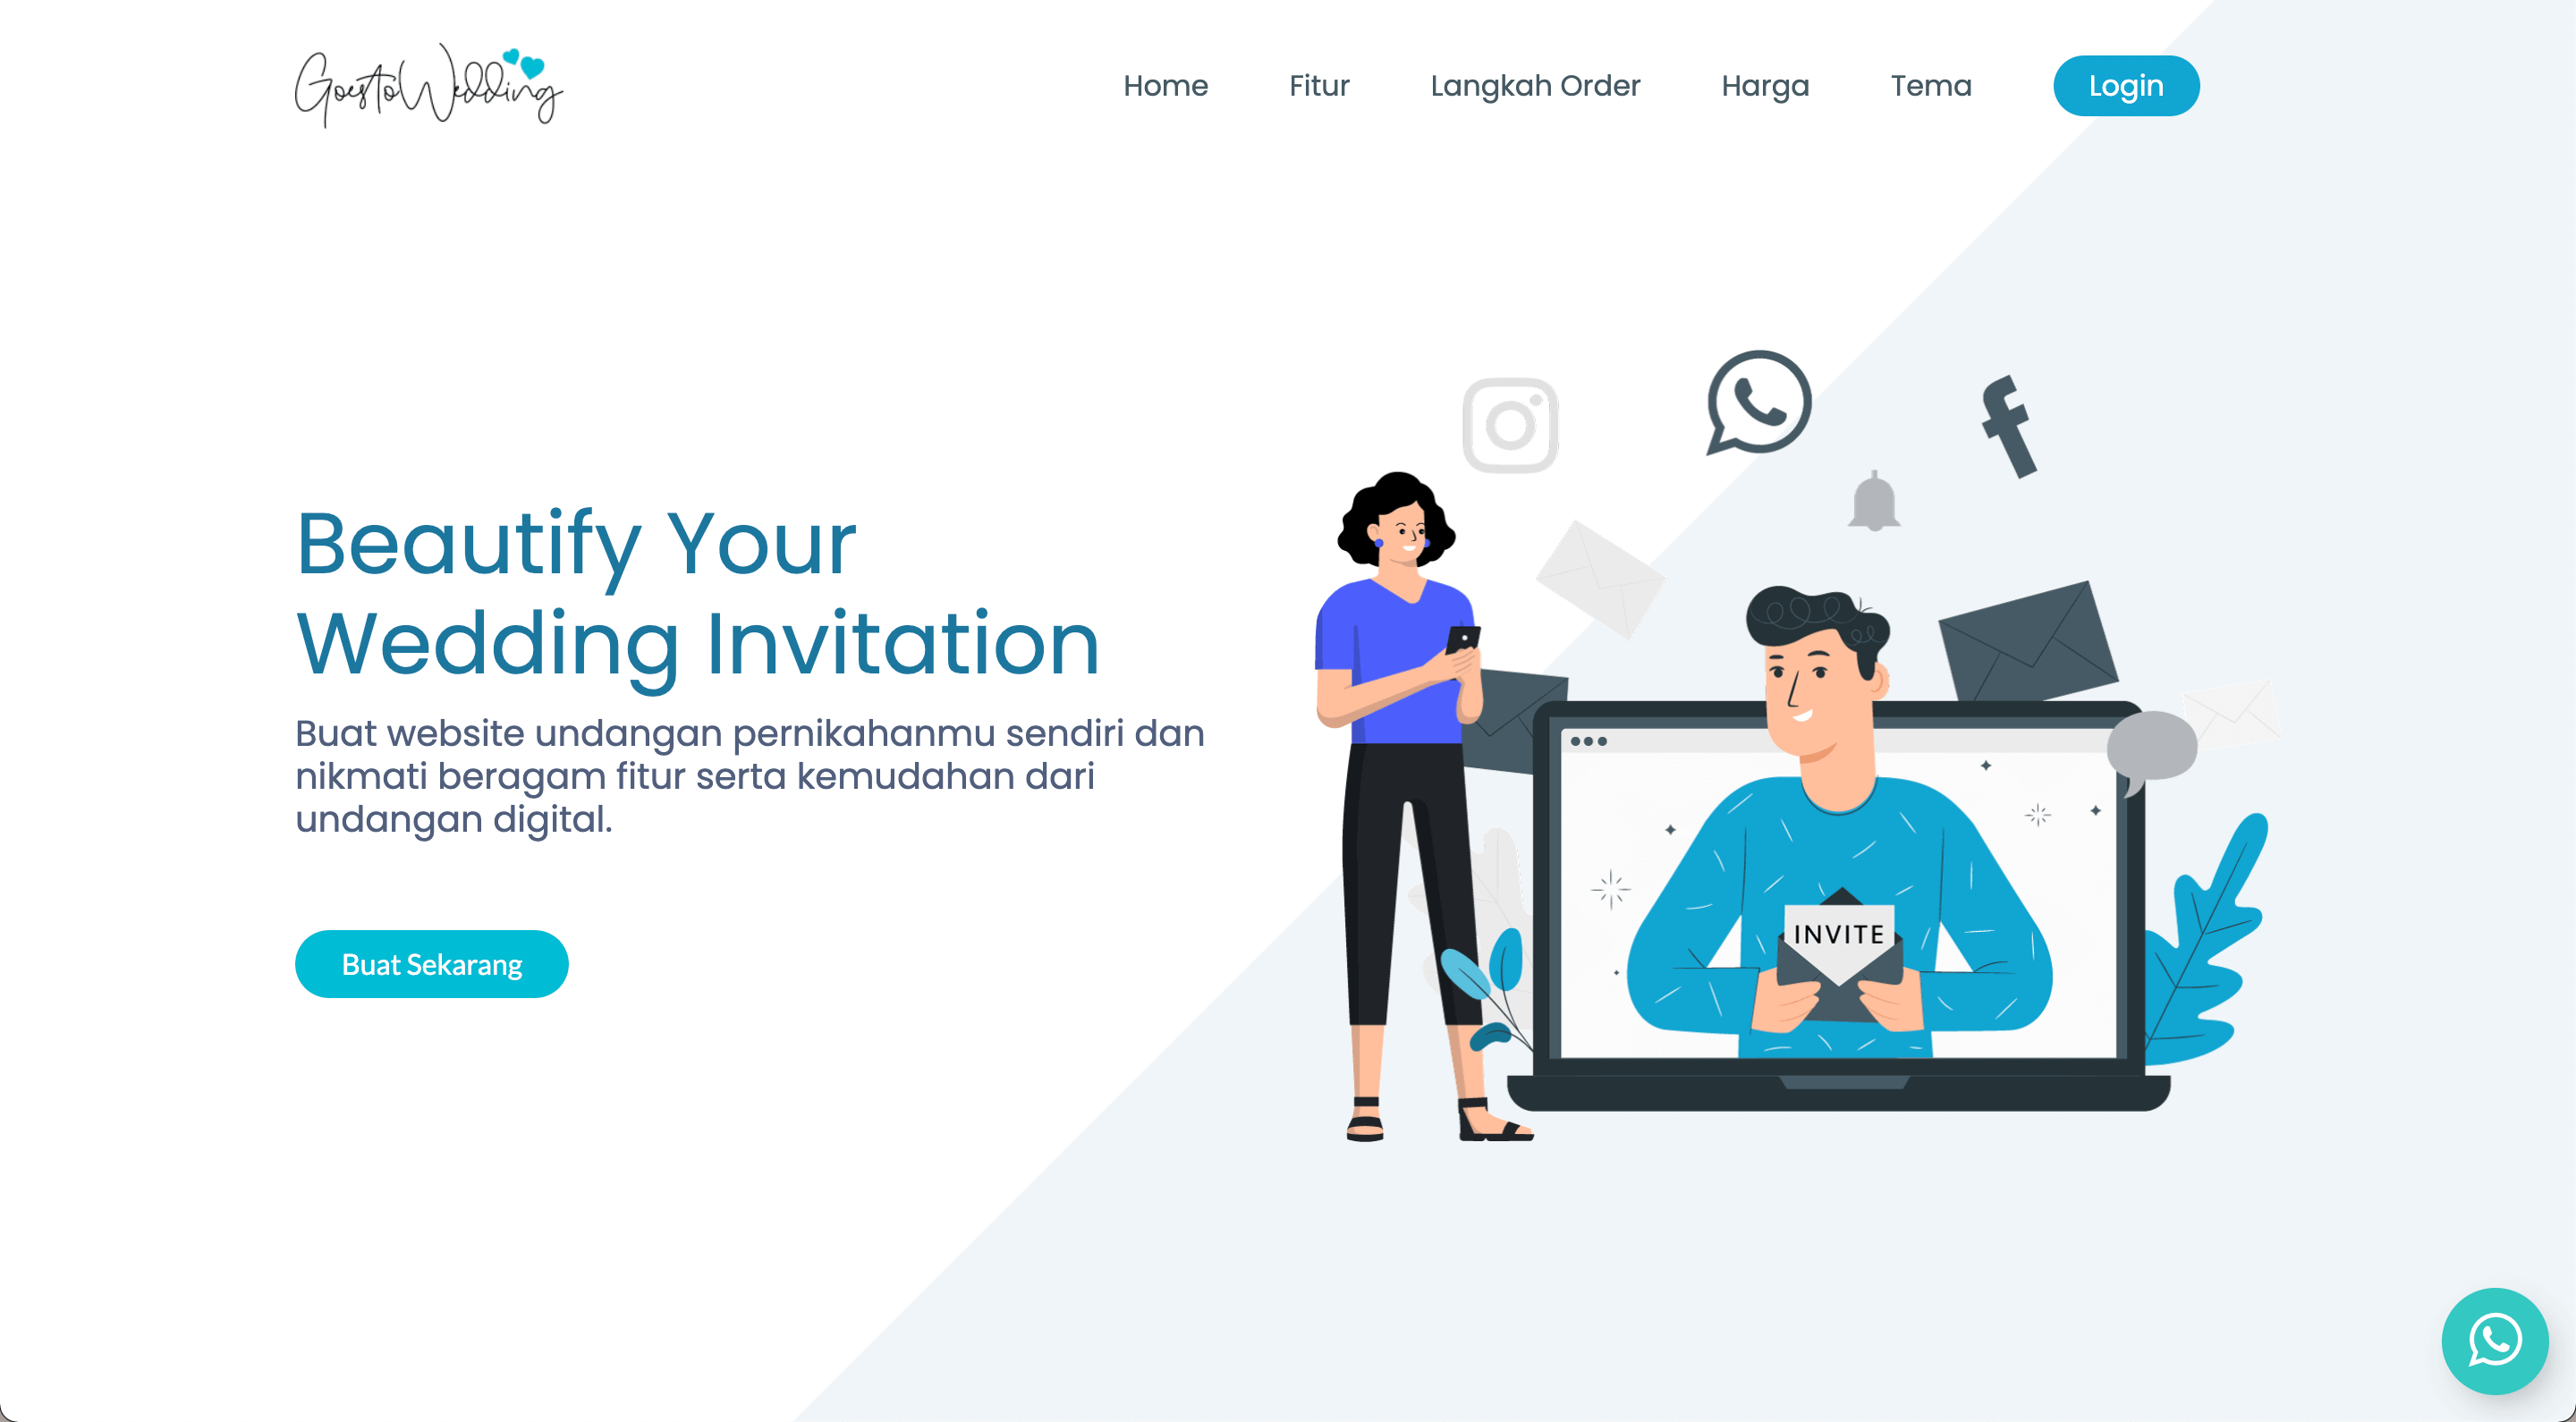 GoestoWedding
Home
Fitur
Langkah Order
Harga
Tema
Login
Beautify Your
Wedding Invitation
Buat website undangan pernikahanmu sendiri dan
nikmati beragam fitur serta kemudahan dari
undangan digital.
Buat Sekarang
INVITE